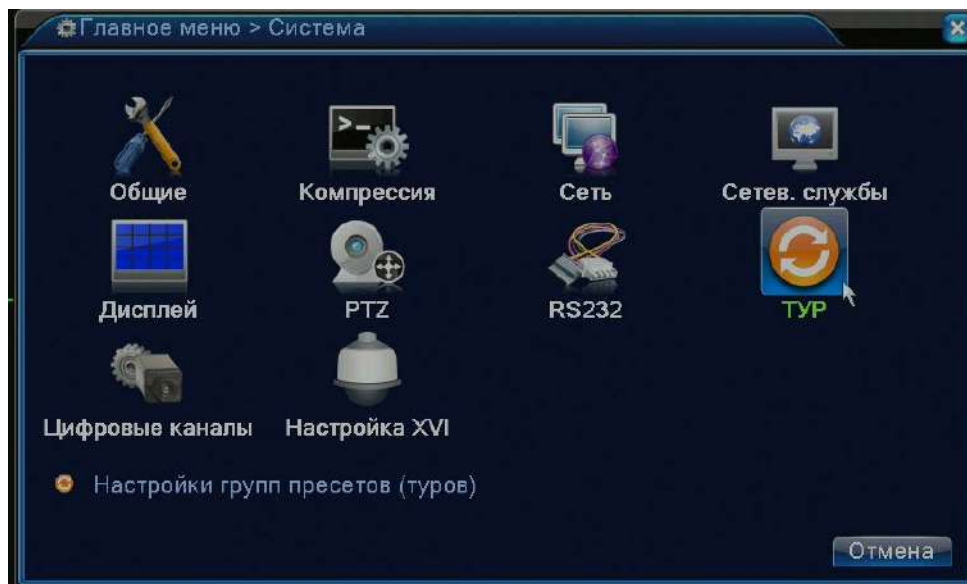 Главное меню > Система
>_
Общие
Компрессия
Сеть
Сетев. службы
Дисплей
PTZ
RS232
ТУР
Цифровые каналы
Настройка XVI
Настройки групп пресетов (туров)
Отмена